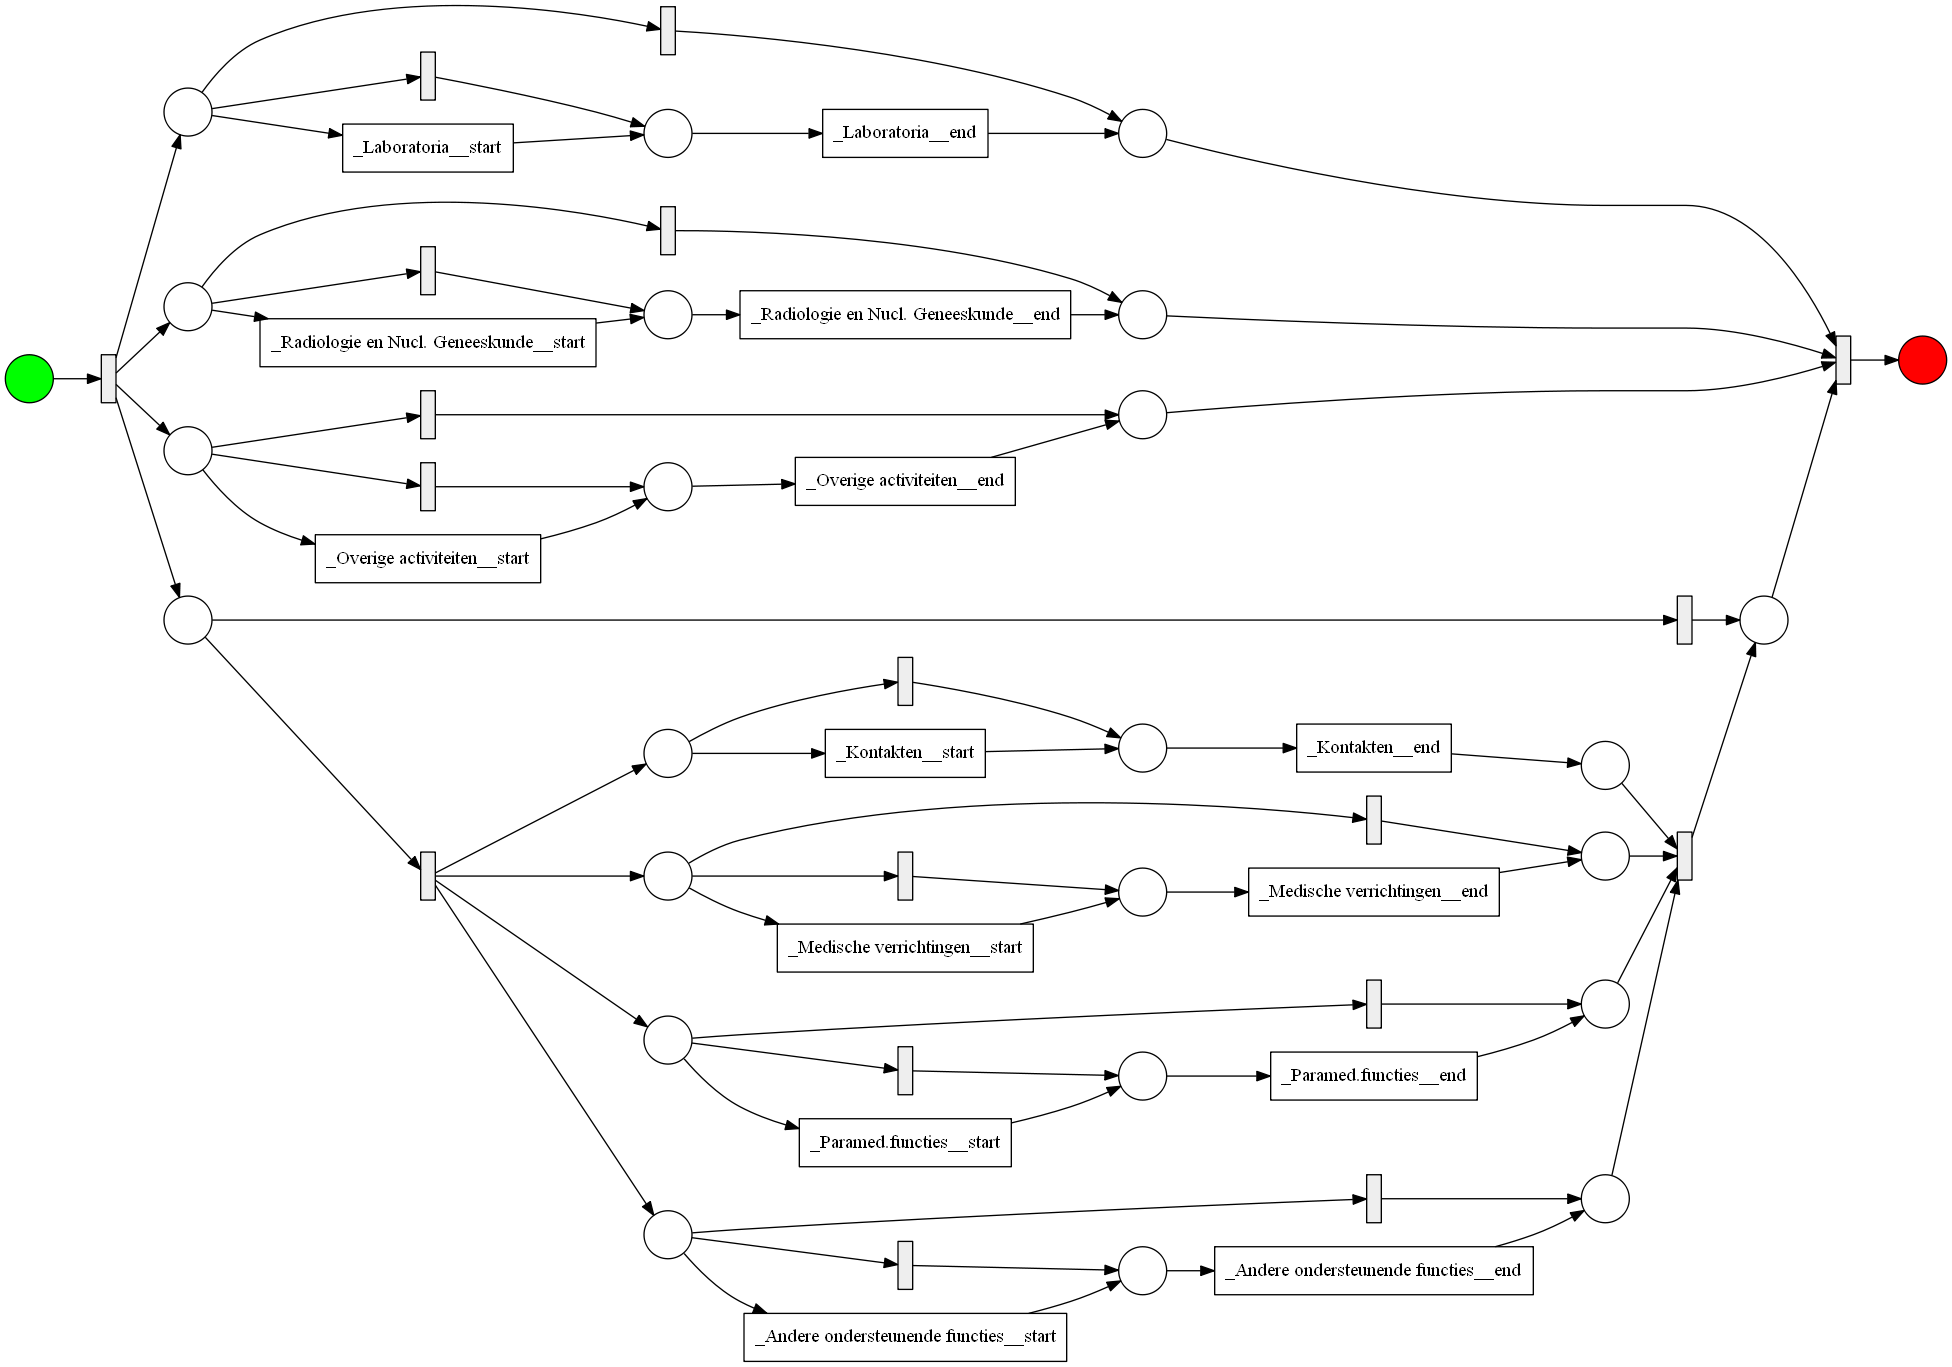 _Laboratoria__start
_Laboratoria__end
_Radiologie en Nucl. Geneeskunde__start
_Radiologie en Nucl. Geneeskunde__end
_Overige activiteiten__start
_Overige activiteiten__end
_Kontakten__start
_Kontakten__end
_Medische verrichtingen__start
_Medische verrichtingen__end
_Paramed.functies__start
_Paramed.functies__end
_Andere ondersteunende functies__start
_Andere ondersteunende functies__end